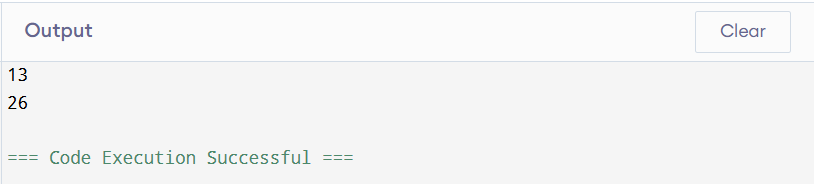 Output
Clear
13
26
=== Code Execution Successful ===